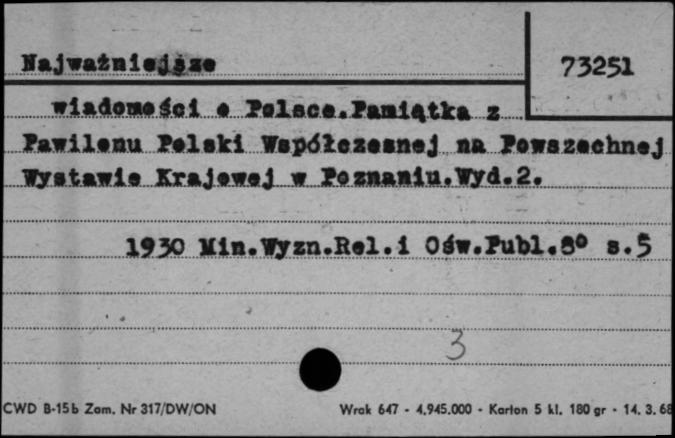 Najważniejsze
73251
wiadomości o Polsce.Pamiątka z
Pawilonu Polski Współczesnej na Powszechnej
Wystawie Krajowej w Poznaniu.Wyd.2.
1930 Min.Wyzn.Rel.i Ośw.Publ.8° s.5
3
CWD B-15b Zam. Nr 317/DW/ON
Wrak 647 - 4.945.000 - Karton 5 kl. 180 gr - 14. 3. 68